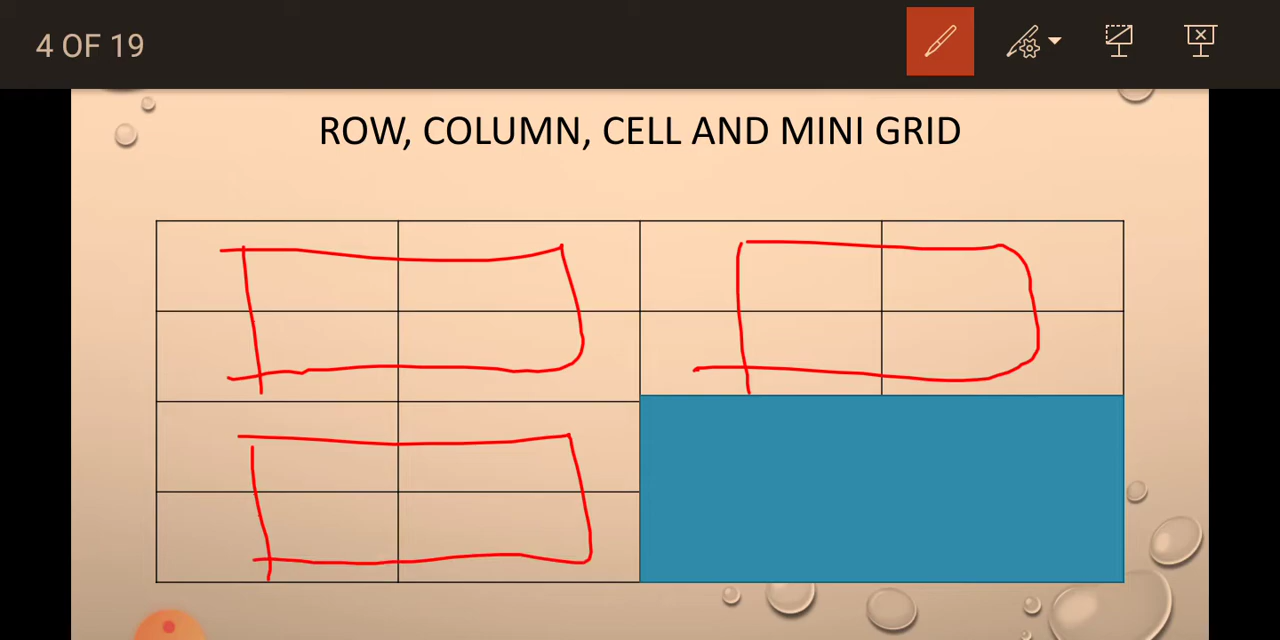 4 OF 19
ROW, COLUMN, CELL AND MINI GRID